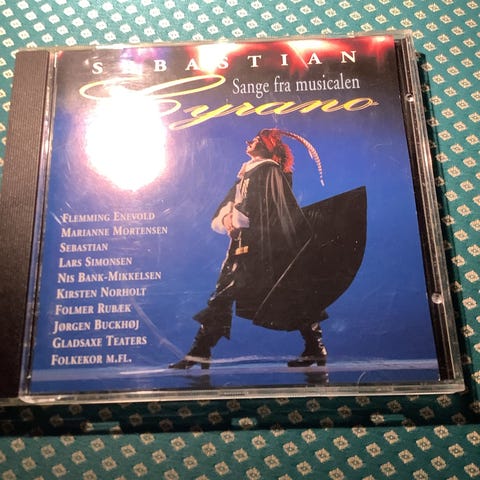 SEBASTIAN
Sange fra musicalen
Cyrano
FLEMMING ENEVOLD
MARIANNE MORTENSEN
SEBASTIAN
LARS SIMONSEN
NIS BANK-MIKKELSEN
KIRSTEN NORHOLT
FOLMER RUBÆK
JØRGEN BUCKHØJ
GLADSAXE TEATERS
FOLKEKOR M.FL.